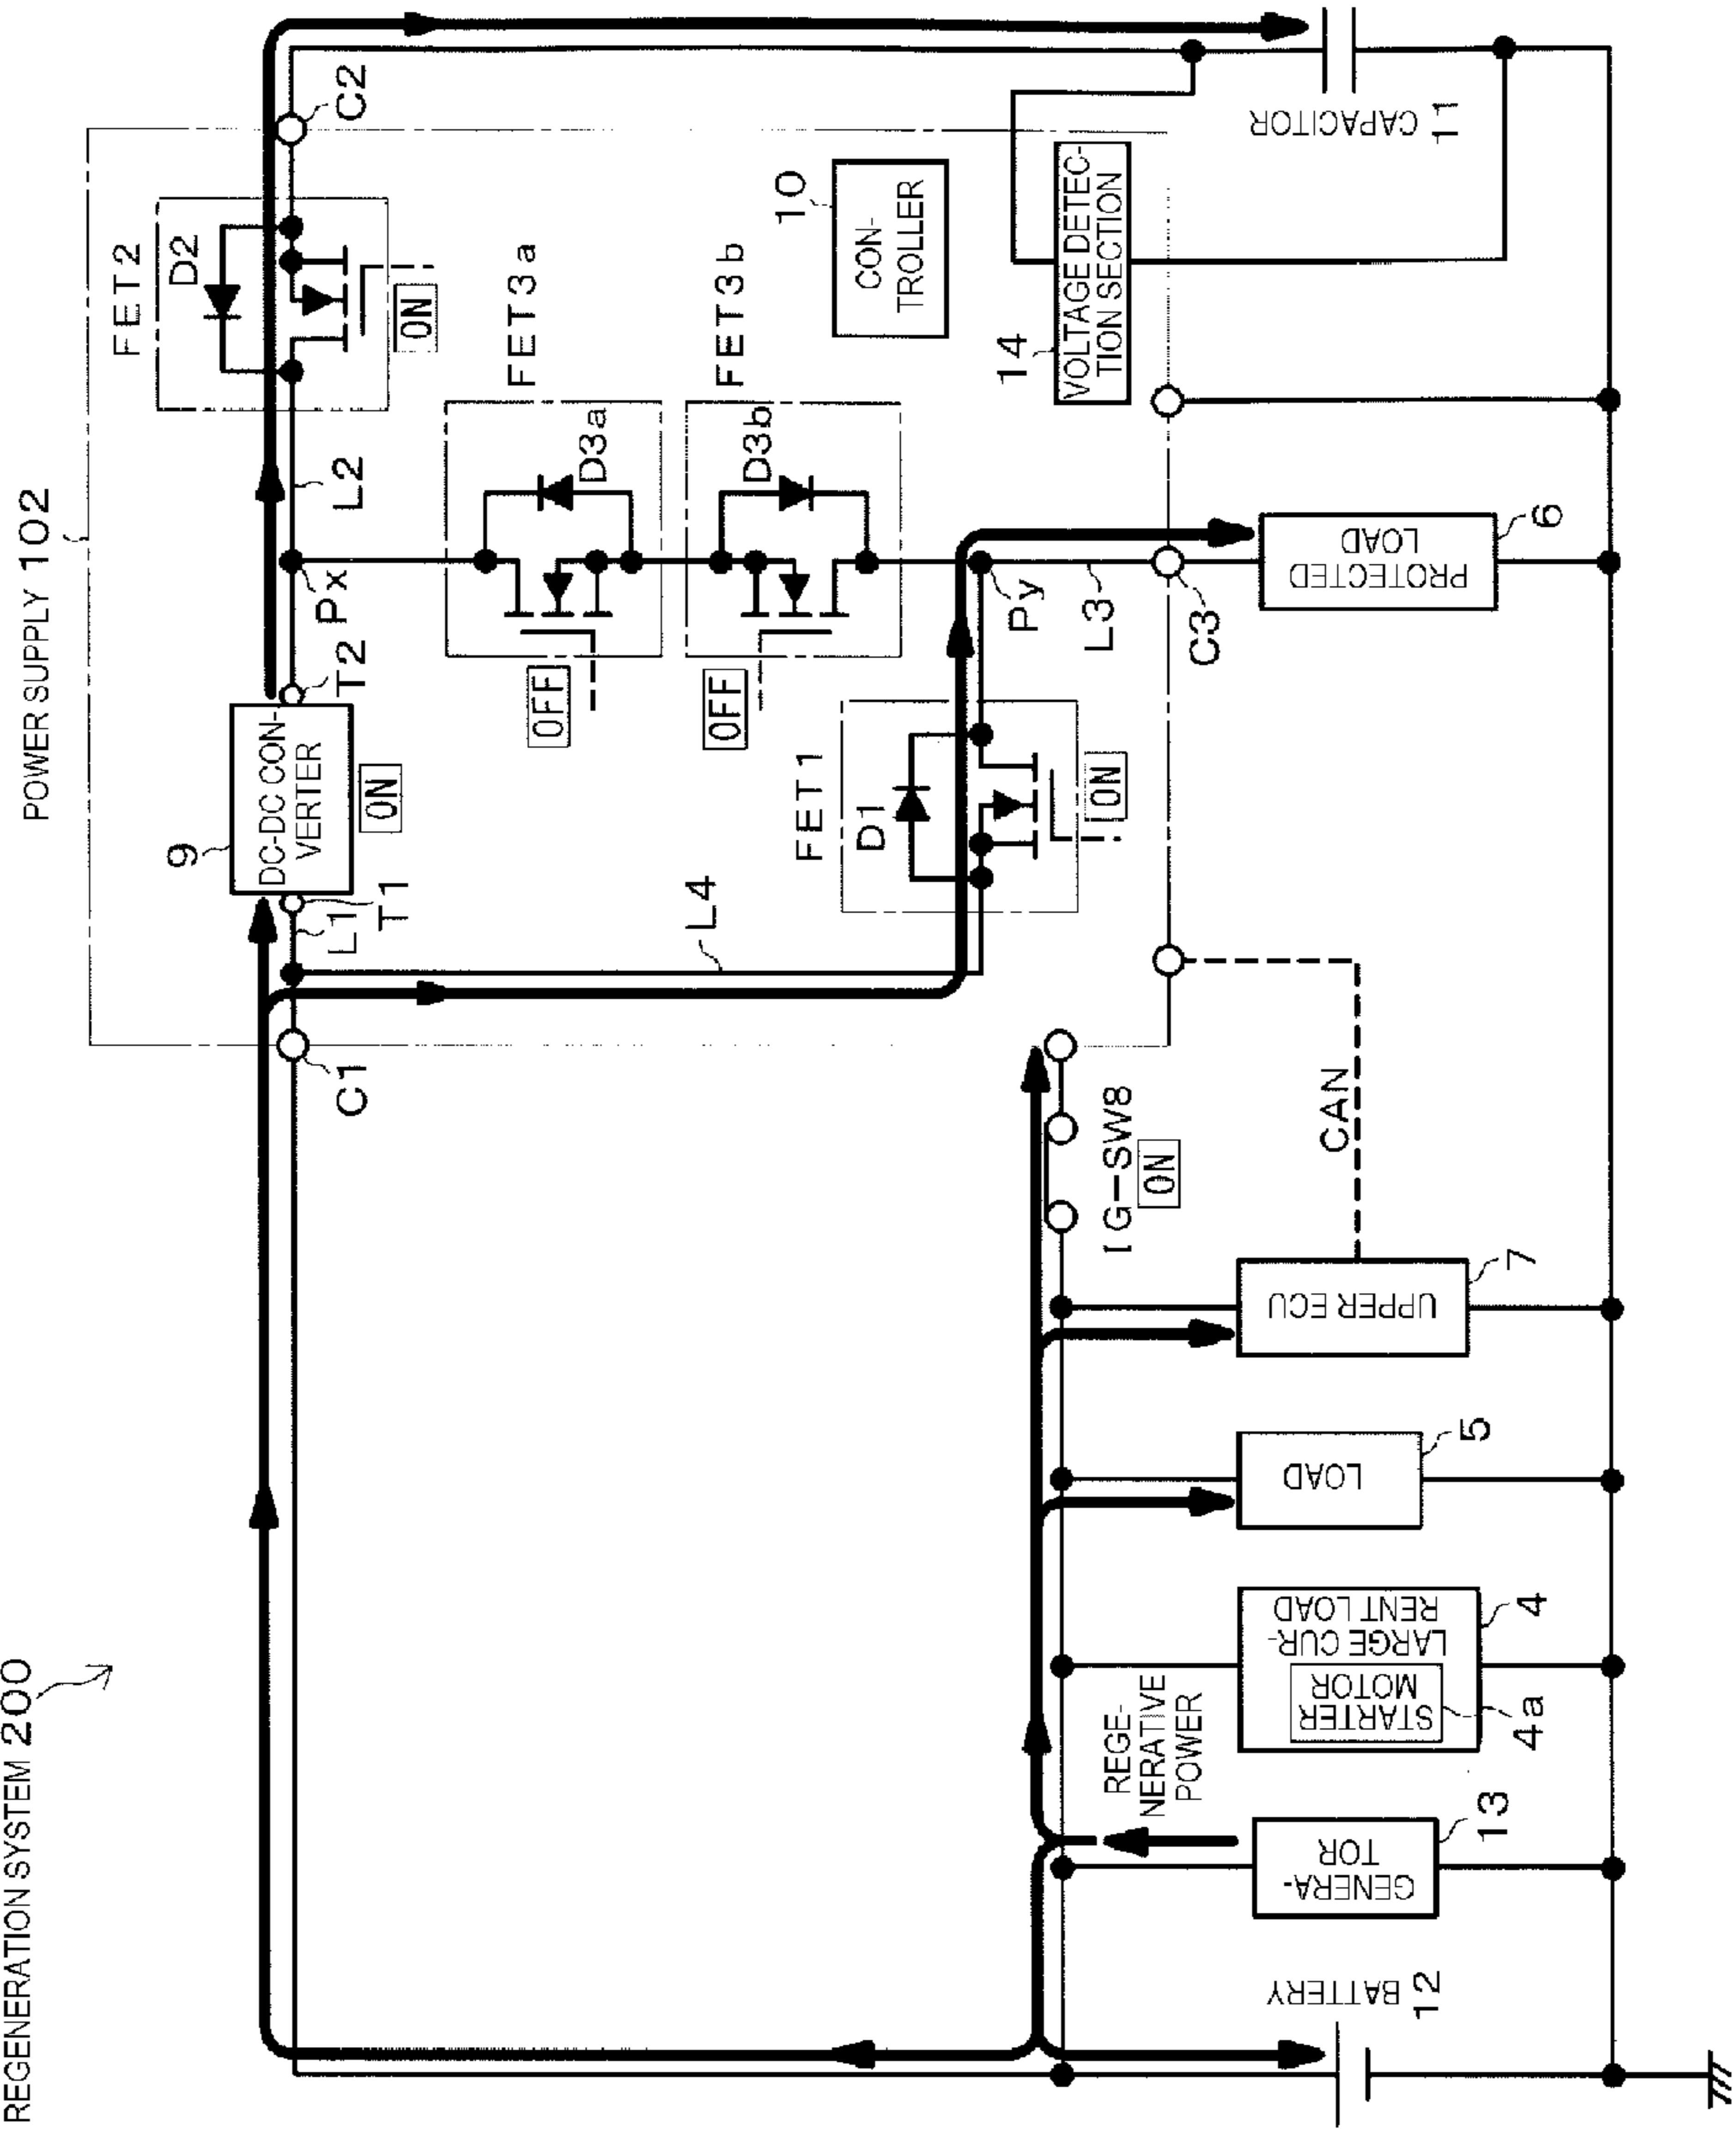 REGENERATION SYSTEM 200
POWER SUPPLY 102
9
DC-DC CON-
VERTER
ON
T1
L1
T2
Px
L2
FET2
D2
ON
C2
C1
L4
FET3a
D3a
OFF
FET3b
D3b
OFF
FET1
D1
ON
Py
L3
C3
10
CON-
TROLLER
14
VOLTAGE DETEC-
TION SECTION
CAPACITOR
11
PROTECTED
LOAD
6
IG-SW8
ON
CAN
UPPER ECU
7
LOAD
5
LARGE CUR-
RENT LOAD
4
STARTER
MOTOR
4a
REGE-
NERATIVE
POWER
GENERA-
TOR
13
BATTERY
12